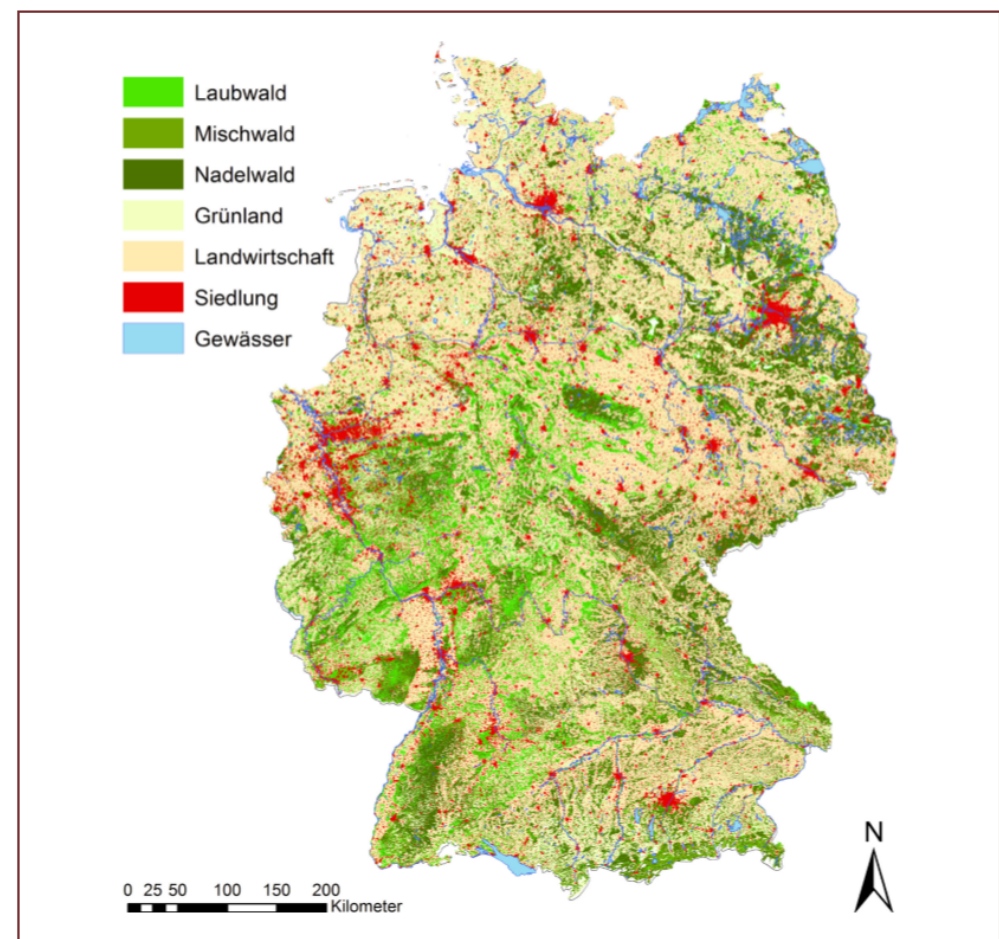 Laubwald
Mischwald
Nadelwald
Grünland
Landwirtschaft
Siedlung
Gewässer
N
0 25 50 100 150 200
Kilometer